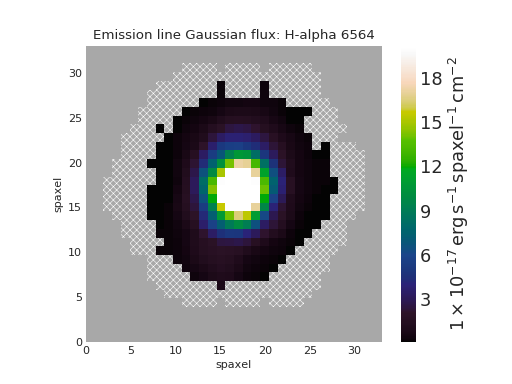 Emission line Gaussian flux: H-alpha 6564
30
25
20
15
10
5
0
spaxel
0 5 10 15 20 25 30
spaxel
18
15
12
9
6
3
1 × 10⁻¹⁷ erg s⁻¹ spaxel⁻¹ cm⁻²